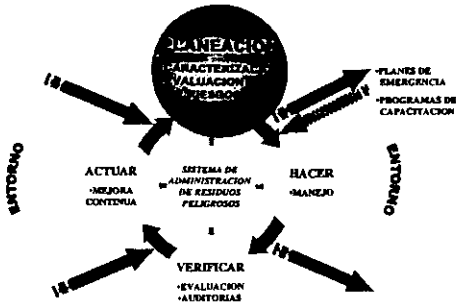 PLANEACION
CARACTERIZACION
EVALUACION
RIESGOS
•PLANES DE
EMERGENCIA
•PROGRAMAS DE
CAPACITACION
ENTORNO
ACTUAR
•MEJORA
CONTINUA
SISTEMA DE
ADMINISTRACION
DE RESIDUOS
PELIGROSOS
HACER
•MANEJO
ENTORNO
VERIFICAR
•EVALUACION
•AUDITORIAS